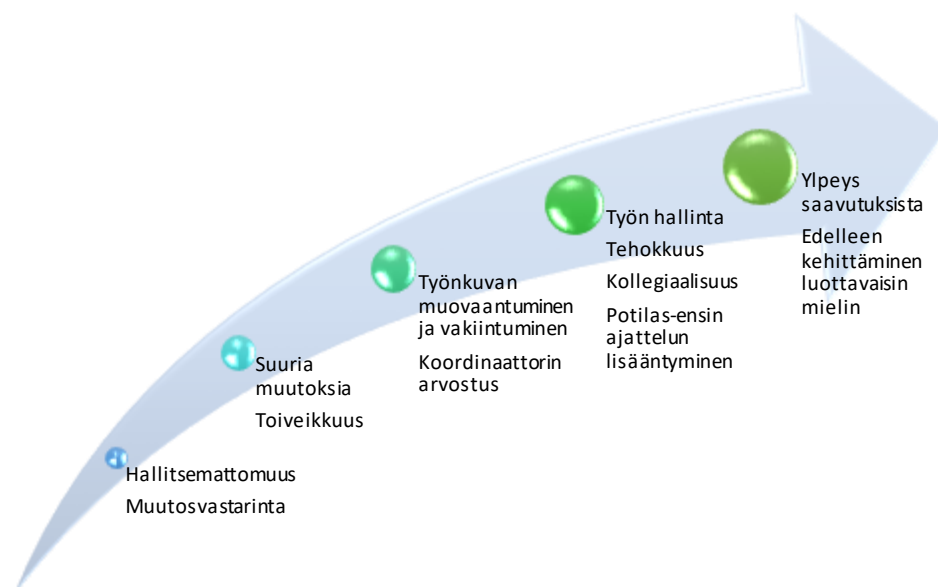 Hallitsemattomuus
Muutosvastarinta
Suuria
muutoksia
Toiveikkuus
Työnkuvan
muovaantuminen
ja vakiintuminen
Koordinaattorin
arvostus
Työn hallinta
Tehokkuus
Kollegiaalisuus
Potilas-ensin
ajattelun
lisääntyminen
Ylpeys
saavutuksista
Edelleen
kehittäminen
luottavaisin
mielin